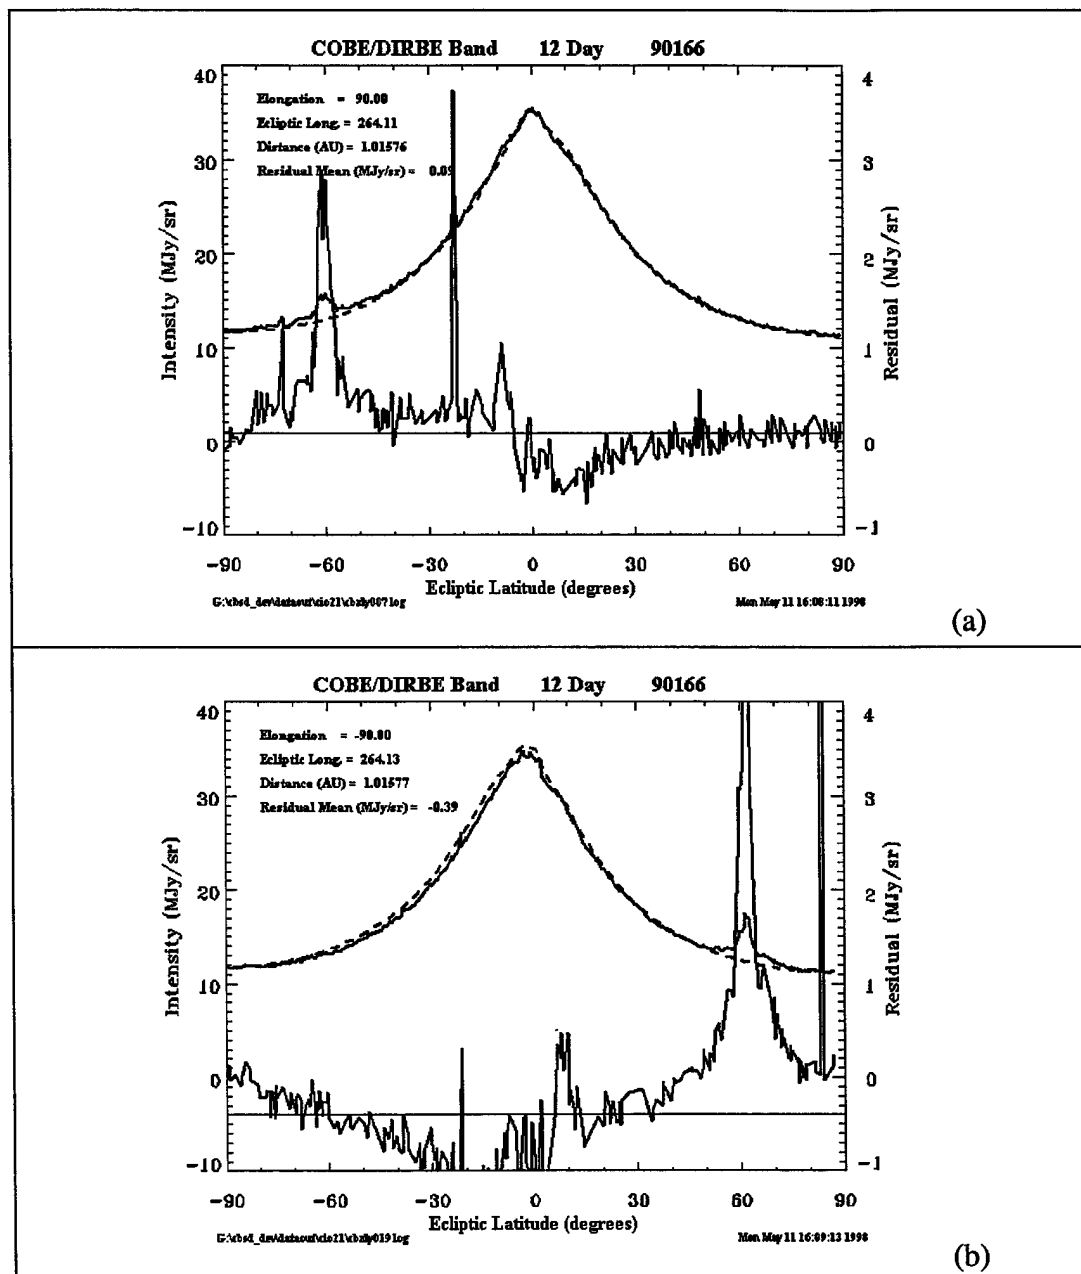 COBE/DIRBE Band 12 Day 90166
40
30
20
10
0
-10
Intensity (MJy/sr)
Elongation = 90.00
Ecliptic Long. = 264.11
Distance (AU) = 1.01576
Residual Mean (MJy/sr) = 0.09
4
3
2
1
0
-1
Residual (MJy/sr)
-90 -60 -30 0 30 60 90
Ecliptic Latitude (degrees)
Mon May 11 16:08:11 1998
(a)
COBE/DIRBE Band 12 Day 90166
40
30
20
10
0
-10
Intensity (MJy/sr)
Elongation = -90.00
Ecliptic Long. = 264.13
Distance (AU) = 1.01577
Residual Mean (MJy/sr) = -0.39
4
3
2
1
0
-1
Residual (MJy/sr)
-90 -60 -30 0 30 60 90
Ecliptic Latitude (degrees)
Mon May 11 16:09:13 1998
(b)